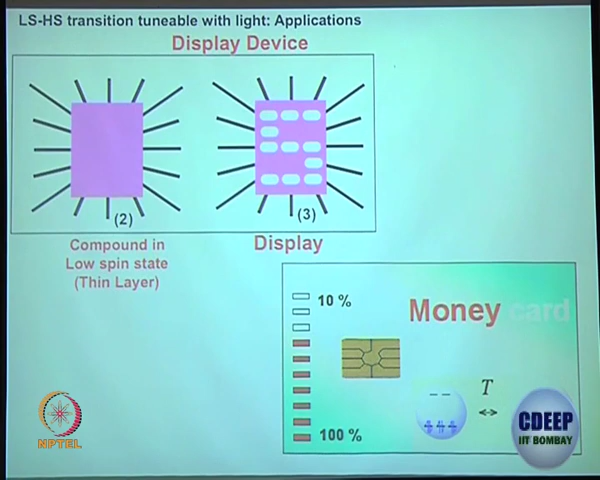 LS-HS transition tuneable with light: Applications
Display Device
(2)
(3)
Compound in
Low spin state
(Thin Layer)
Display
10 %
Money card
T
100 %
NPTEL
CDEEP
IIT BOMBAY